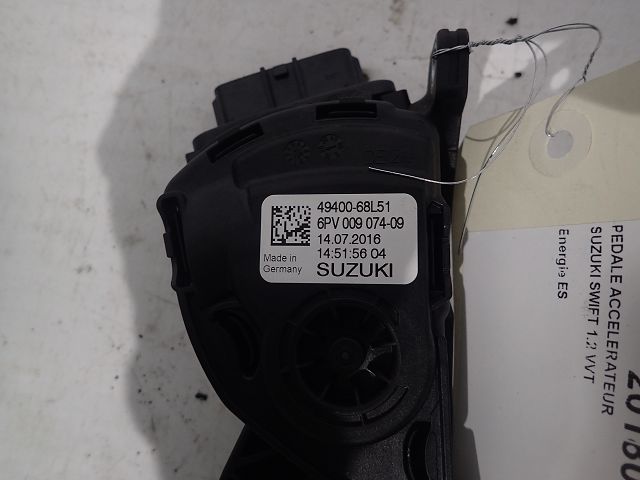 49400-68L51
6PV 009 074-09
14.07.2016
14:51:56 04
Made in
Germany
SUZUKI
PEDALE ACCELERATEUR
SUZUKI SWIFT 1.2 VVT
Energie ES